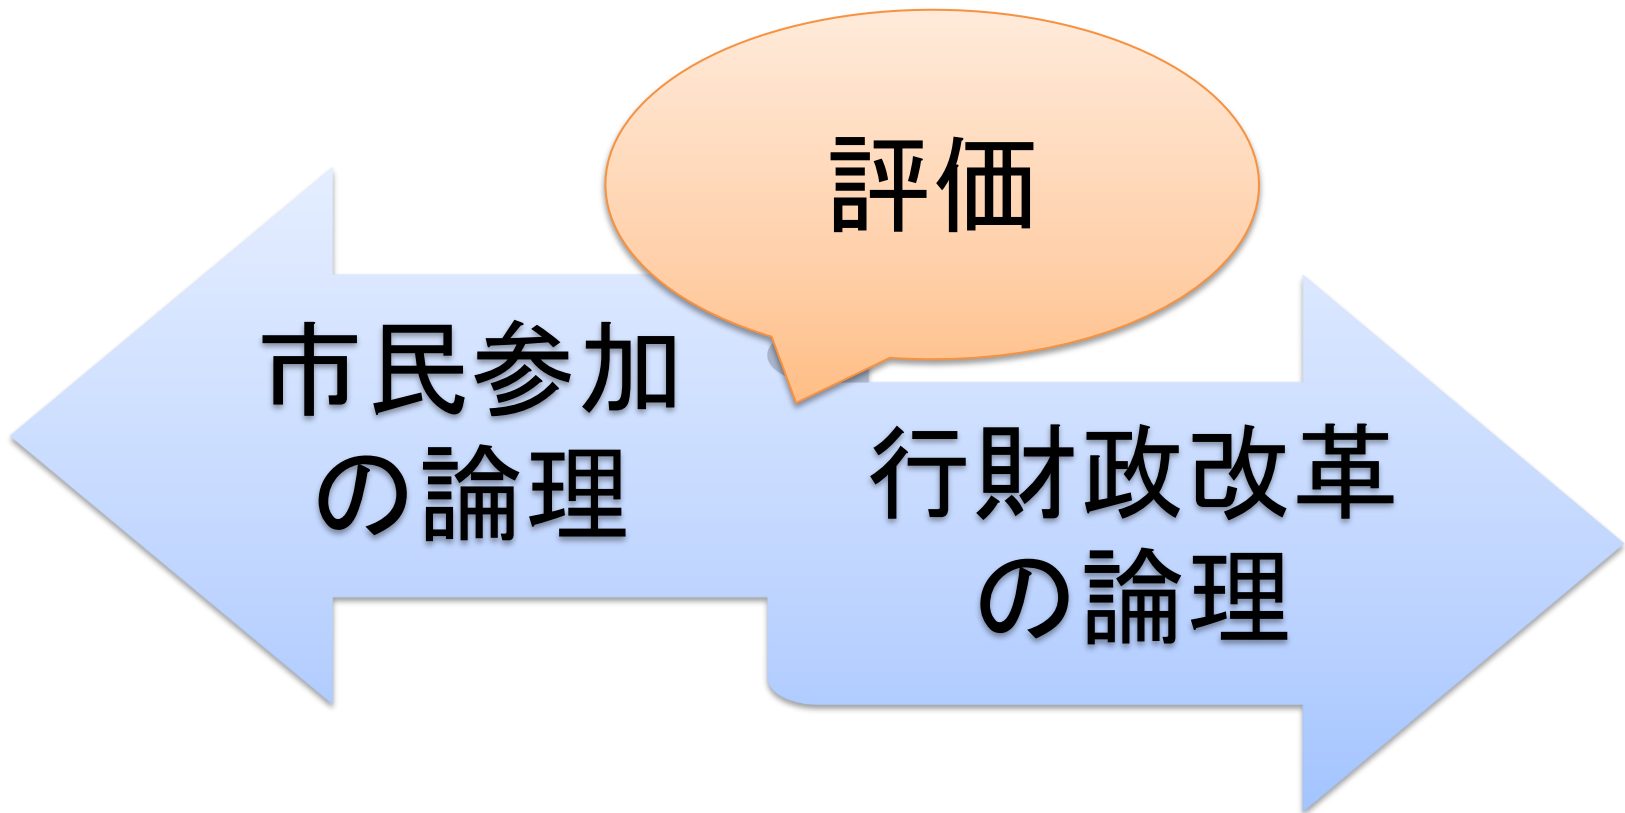 評価
市民参加
の論理
行財政改革
の論理